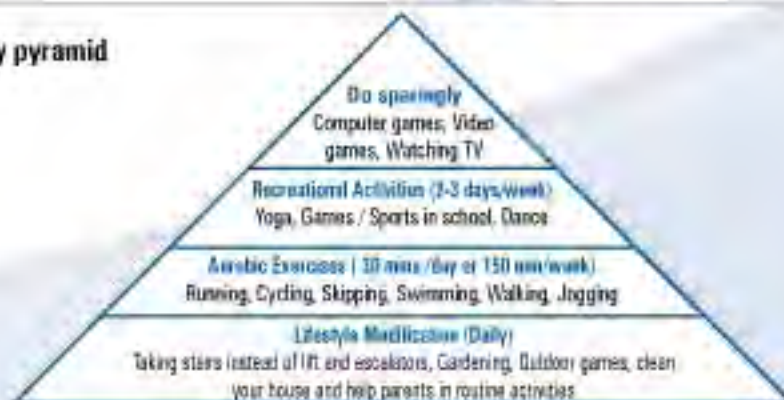 y pyramid
Do sparingly
Computer games, Video
games, Watching TV
Recreational Activities (2-3 days/week)
Yoga, Games / Sports in school, Dance
Aerobic Exercises ( 30 mins /day or 150 min/week)
Running, Cycling, Skipping, Swimming, Walking, Jogging
Lifestyle Modification (Daily)
Taking stairs instead of lift and escalators, Gardening, Outdoor games, clean
your house and help parents in routine activities